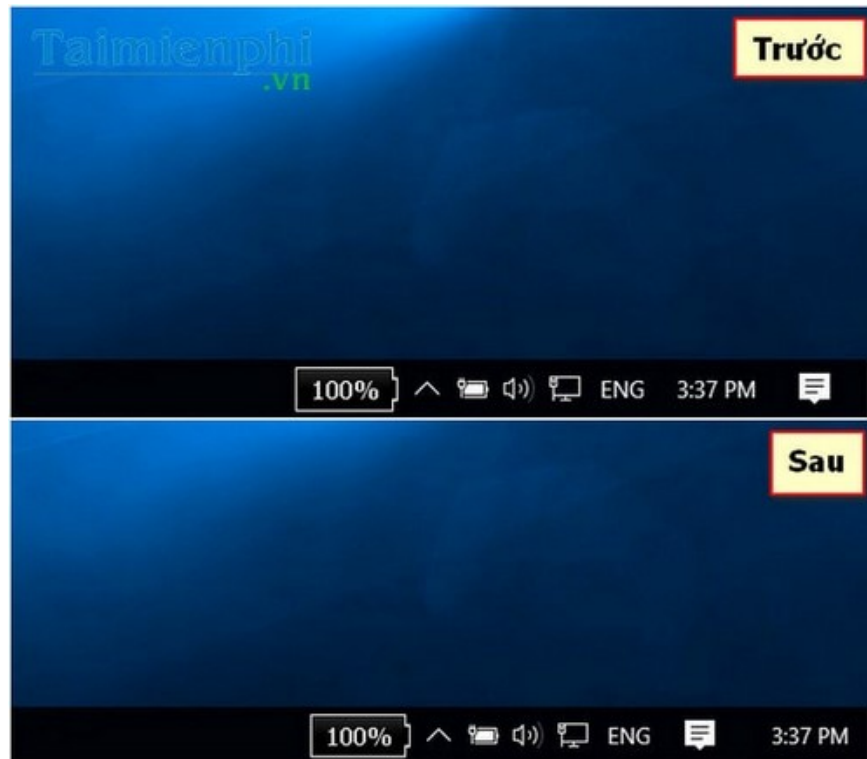 Taimienphi
.vn
Trước
100% ENG 3:37 PM
Sau
100% ENG 3:37 PM